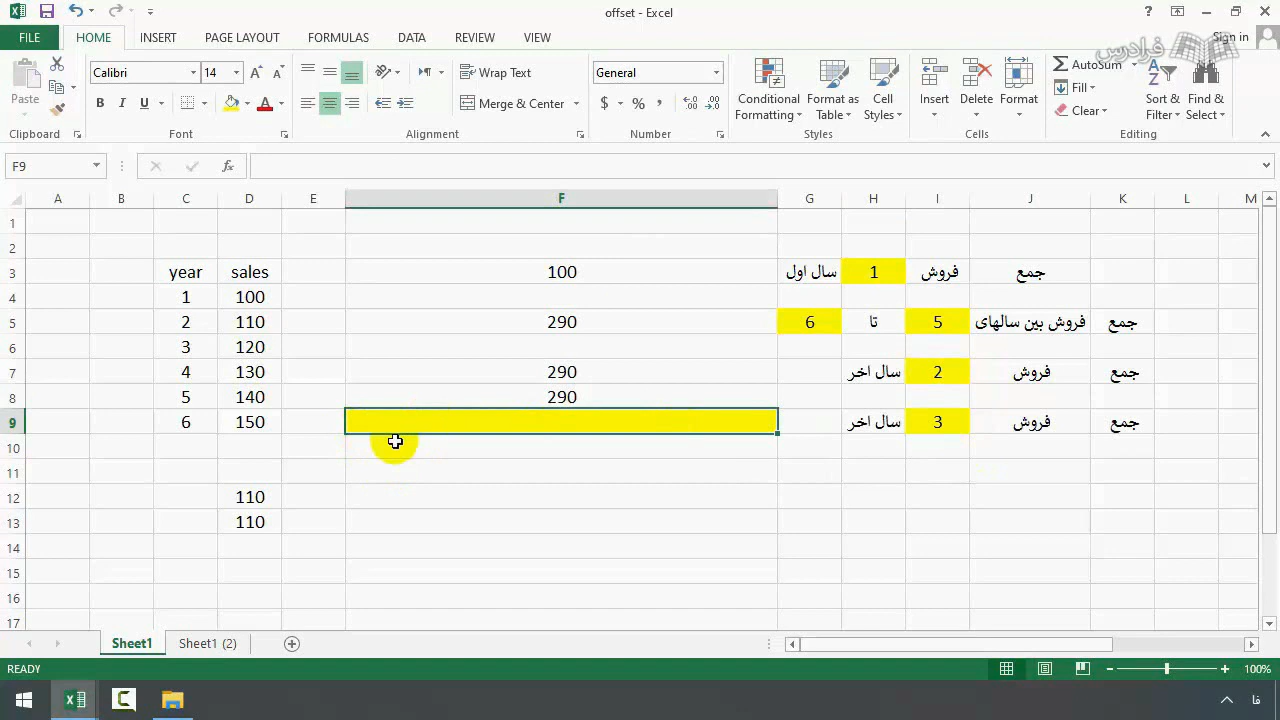 offset - Excel
Sign in
فرادرس
FILE HOME INSERT PAGE LAYOUT FORMULAS DATA REVIEW VIEW
Paste
Calibri 14
Wrap Text
General
Merge & Center
B I U
$ % ,
Conditional Formatting
Format as Table
Cell Styles
Insert
Delete
Format
AutoSum
Fill
Clear
Sort & Filter
Find & Select
Clipboard Font Alignment Number Styles Cells Editing
F9 fx
A B C D E F G H I J K L M
1
2
3 year sales 100 سال اول 1 فروش جمع
4 1 100
5 2 110 290 6 تا 5 فروش بین سالهای جمع
6 3 120
7 4 130 290 سال اخر 2 فروش جمع
8 5 140 290
9 6 150 سال اخر 3 فروش جمع
10
11
12 110
13 110
14
15
16
17
Sheet1 Sheet1 (2)
READY 100%
فا